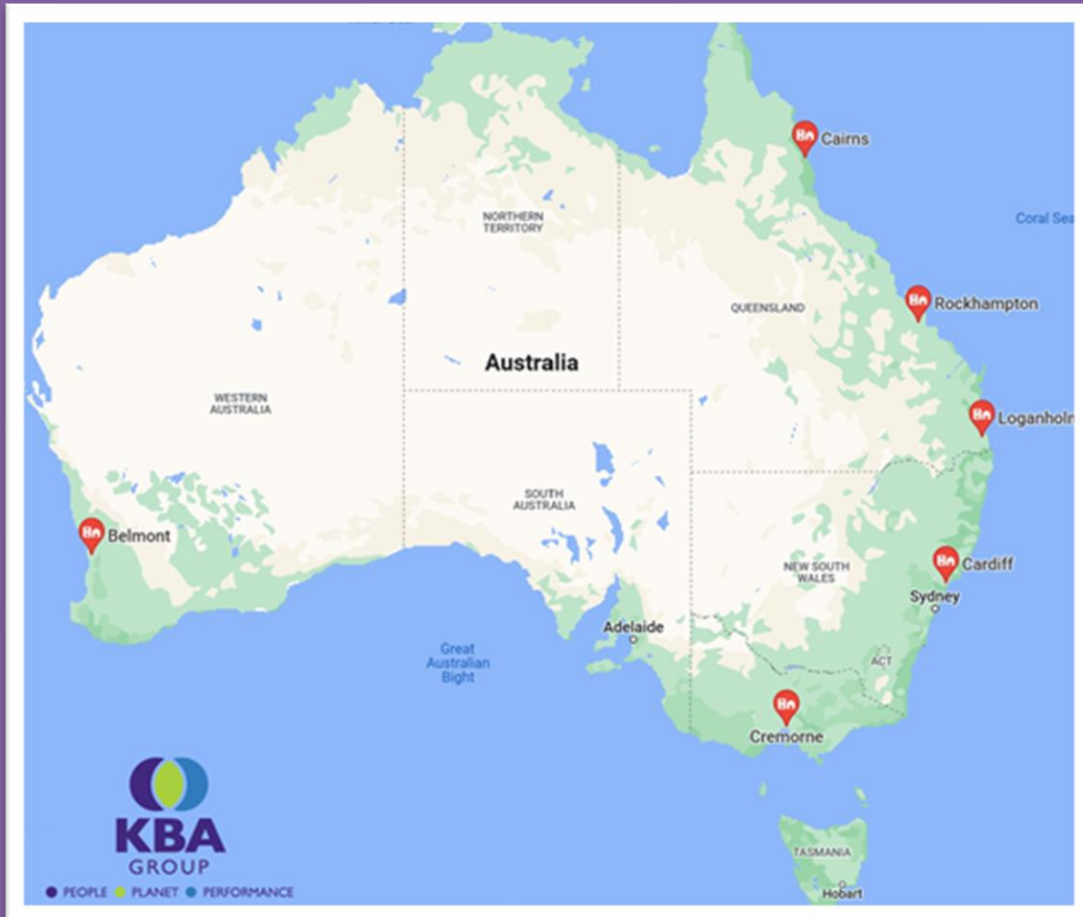 Cairns
Coral Sea
NORTHERN
TERRITORY
Rockhampton
QUEENSLAND
Australia
WESTERN
AUSTRALIA
Loganholm
SOUTH
AUSTRALIA
Belmont
NEW SOUTH
WALES
Cardiff
Sydney
Adelaide
Great
Australian
Bight
ACT
Cremorne
KBA
GROUP
PEOPLE PLANET PERFORMANCE
TASMANIA
Hobart